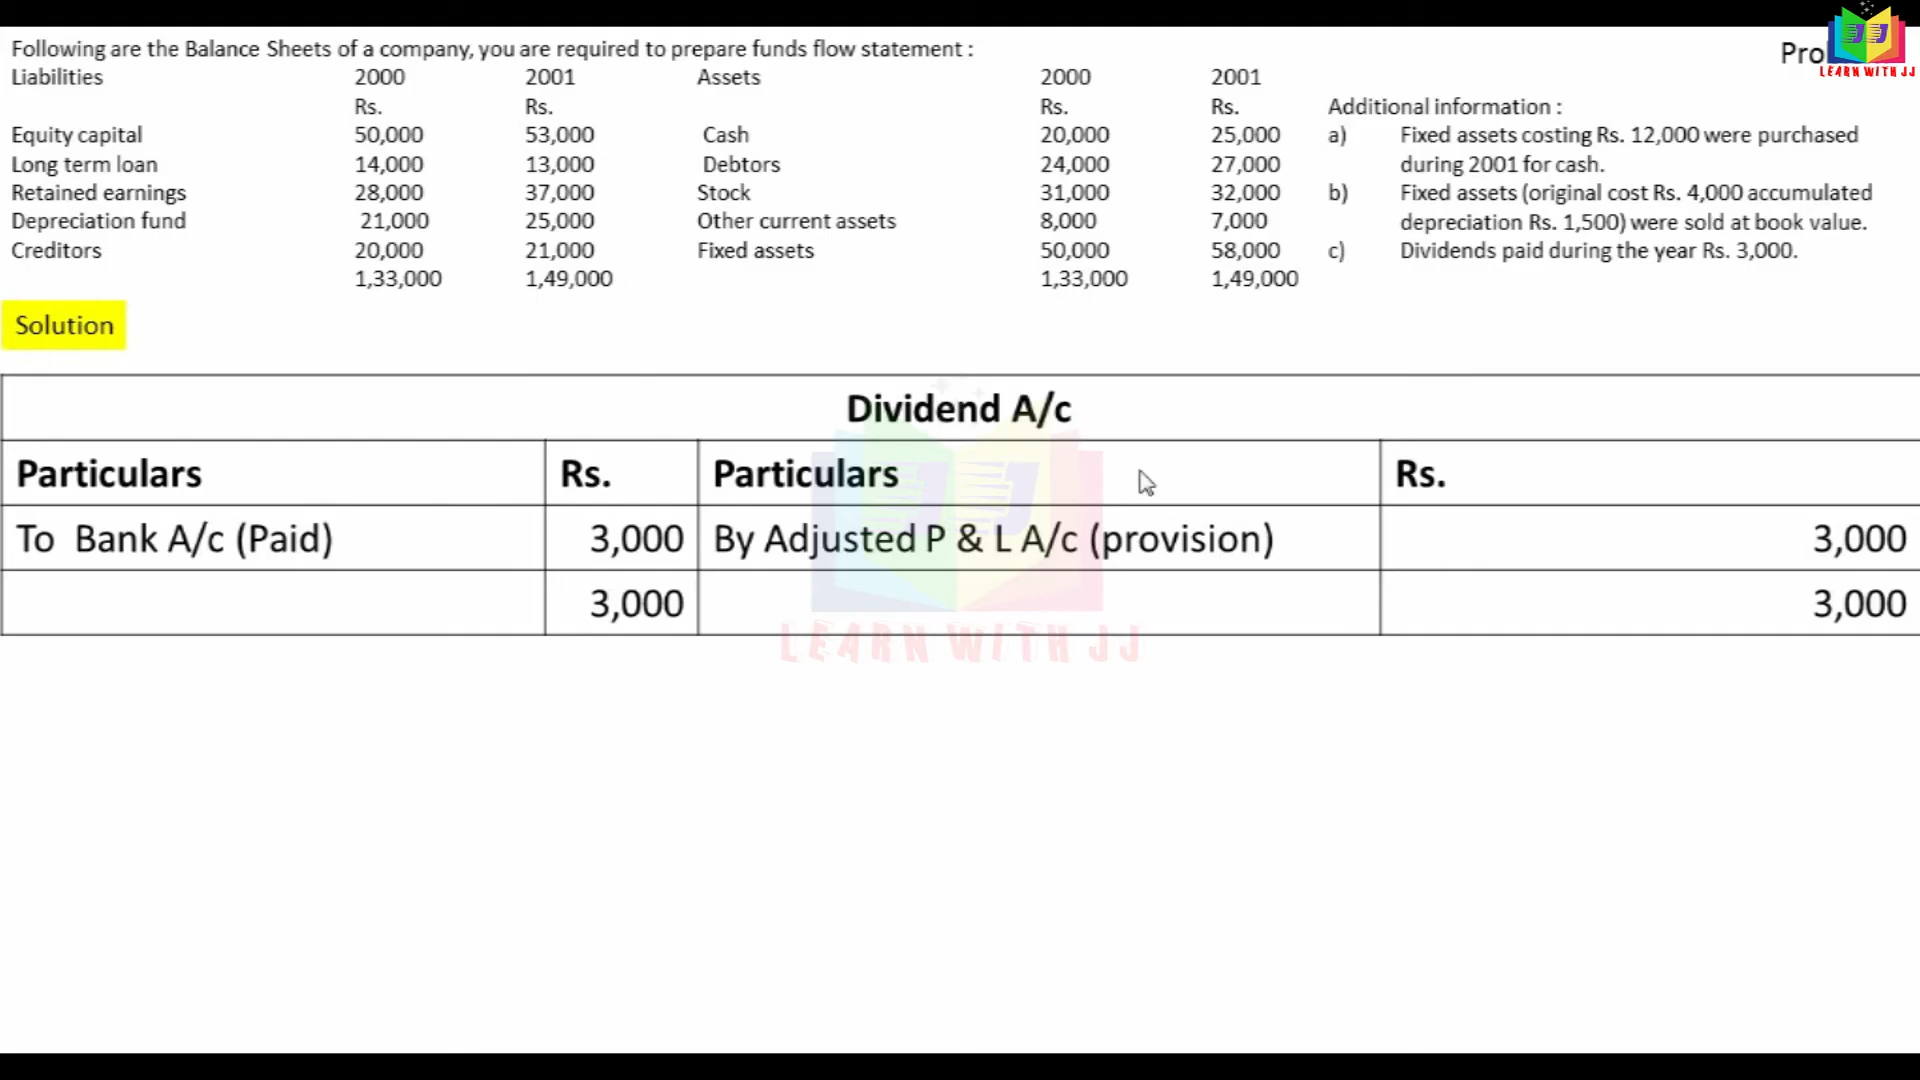 Following are the Balance Sheets of a company, you are required to prepare funds flow statement :
Liabilities 2000 2001 Assets 2000 2001
Rs. Rs. Rs. Rs. Additional information :
Equity capital 50,000 53,000 Cash 20,000 25,000 a) Fixed assets costing Rs. 12,000 were purchased
Long term loan 14,000 13,000 Debtors 24,000 27,000 during 2001 for cash.
Retained earnings 28,000 37,000 Stock 31,000 32,000 b) Fixed assets (original cost Rs. 4,000 accumulated
Depreciation fund 21,000 25,000 Other current assets 8,000 7,000 depreciation Rs. 1,500) were sold at book value.
Creditors 20,000 21,000 Fixed assets 50,000 58,000 c) Dividends paid during the year Rs. 3,000.
1,33,000 1,49,000 1,33,000 1,49,000
JJ
LEARN WITH JJ
Solution
Dividend A/c
Particulars Rs. Particulars Rs.
To Bank A/c (Paid) 3,000 By Adjusted P & L A/c (provision) 3,000
3,000 3,000
JJ
LEARN WITH JJ